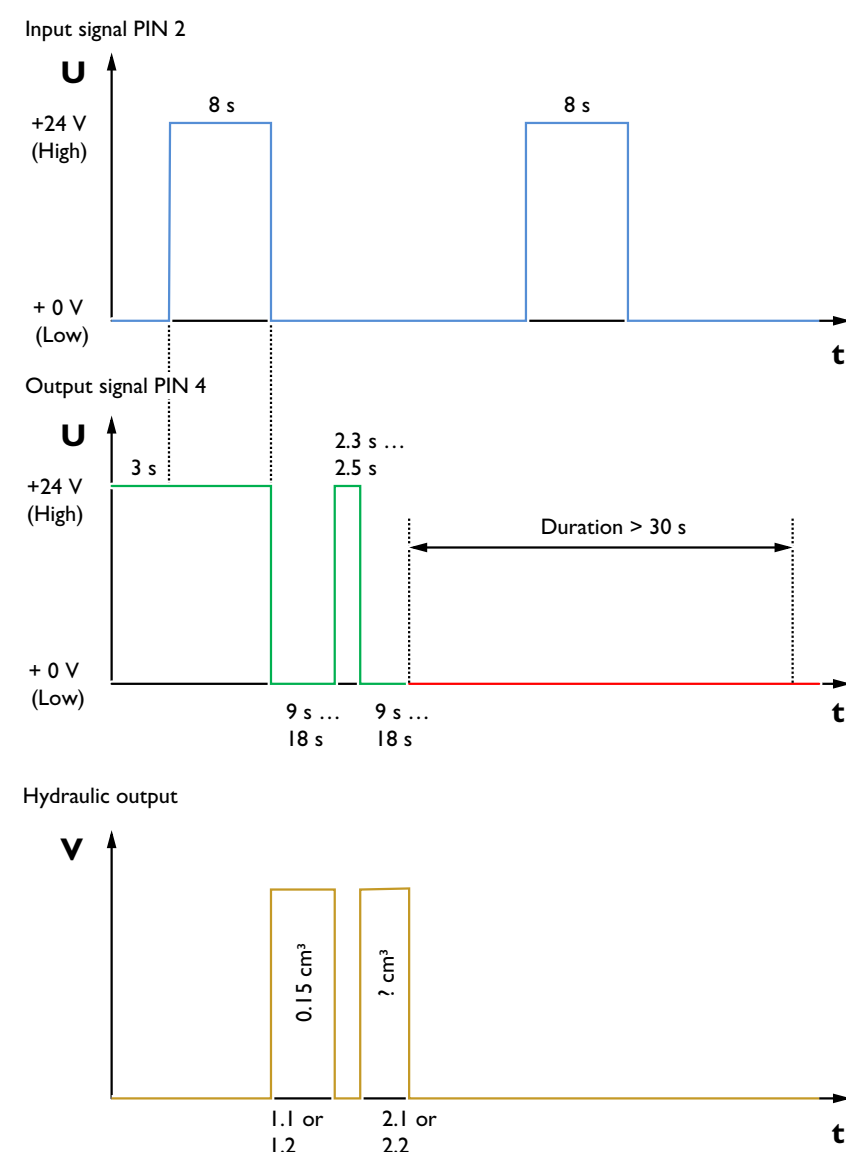 Input signal PIN 2
U
8 s
8 s
+24 V
(High)
+ 0 V
(Low)
t
Output signal PIN 4
U
2.3 s …
2.5 s
3 s
+24 V
(High)
Duration > 30 s
+ 0 V
(Low)
t
9 s …
18 s
9 s …
18 s
Hydraulic output
V
0.15 cm³
? cm³
1.1 or
1.2
2.1 or
2.2
t